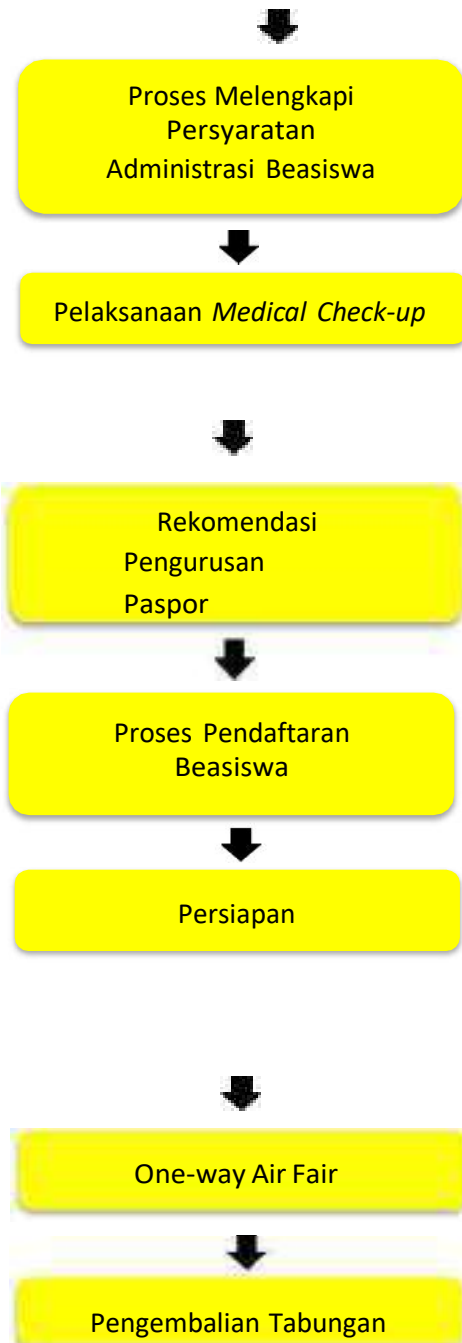 Proses Melengkapi
Persyaratan
Administrasi Beasiswa
Pelaksanaan Medical Check-up
Rekomendasi
Pengurusan
Paspor
Proses Pendaftaran
Beasiswa
Persiapan
One-way Air Fair
Pengembalian Tabungan